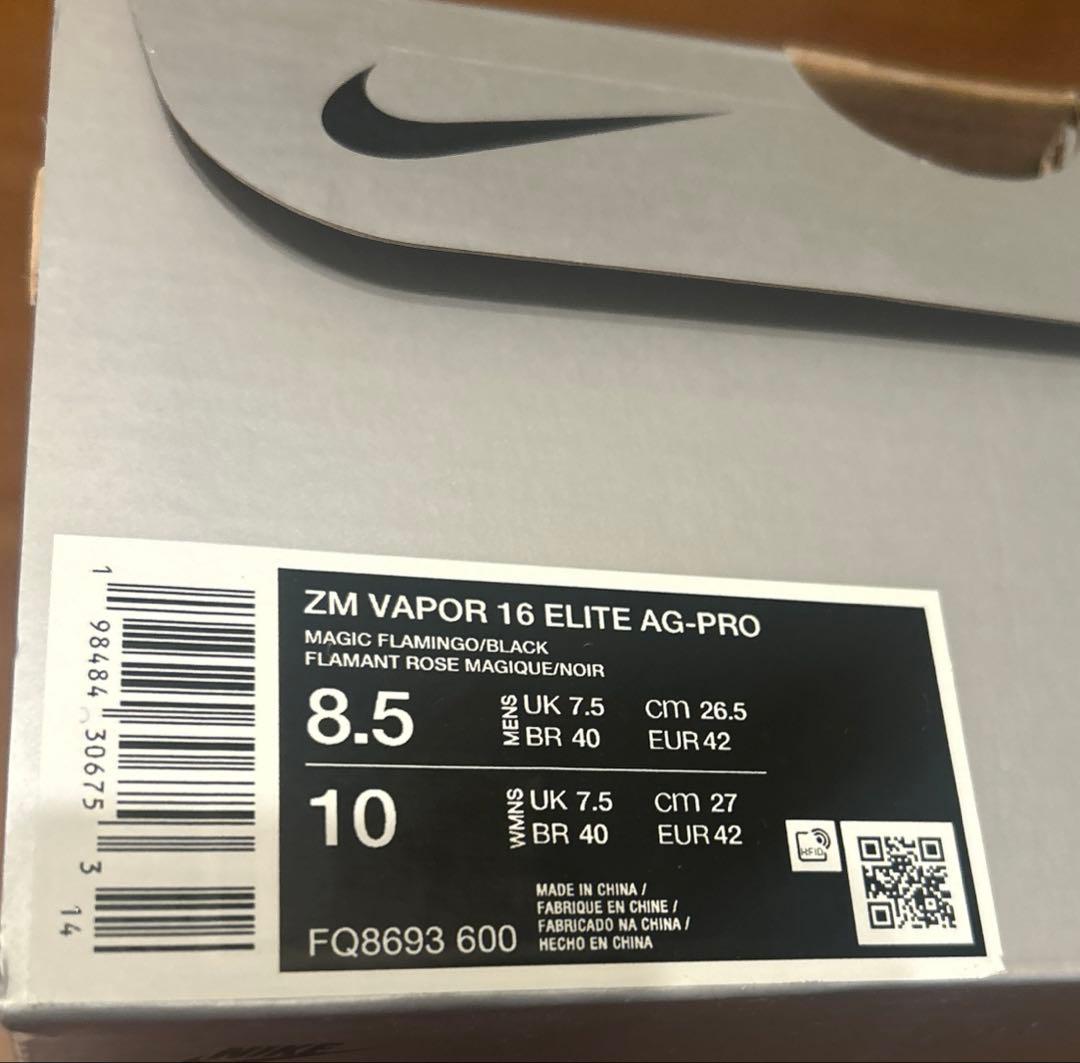 ZM VAPOR 16 ELITE AG-PRO
MAGIC FLAMINGO/BLACK
FLAMANT ROSE MAGIQUE/NOIR
8.5 MENS UK 7.5 cm 26.5
BR 40 EUR 42
10 WMNS UK 7.5 cm 27
BR 40 EUR 42
RFID
MADE IN CHINA /
FABRIQUE EN CHINE /
FABRICADO NA CHINA /
HECHO EN CHINA
FQ8693 600
1 98484 30675 3 14
NIKE